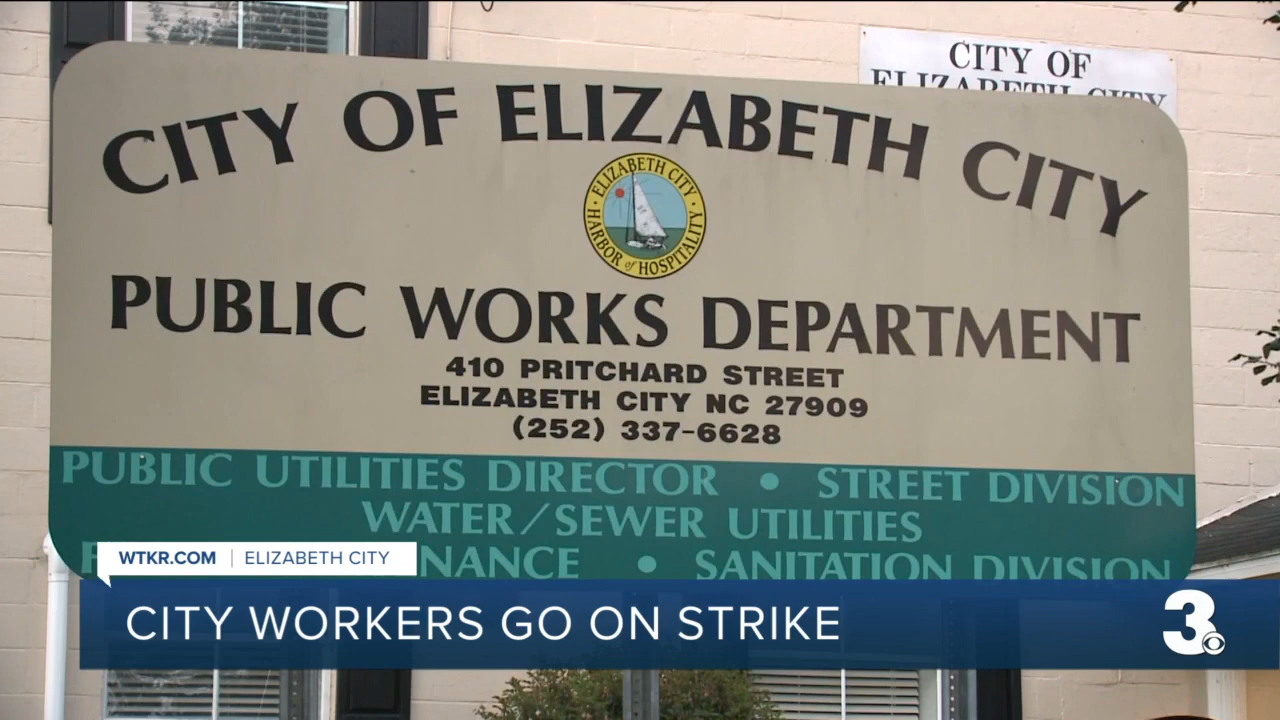 CITY OF
ELIZABETH CITY
CITY OF ELIZABETH CITY
ELIZABETH CITY
HARBOR of HOSPITALITY
PUBLIC WORKS DEPARTMENT
410 PRITCHARD STREET
ELIZABETH CITY NC 27909
(252) 337-6628
PUBLIC UTILITIES DIRECTOR • STREET DIVISION
WATER/SEWER UTILITIES
NANCE • SANITATION DIVISION
WTKR.COM | ELIZABETH CITY
CITY WORKERS GO ON STRIKE
3